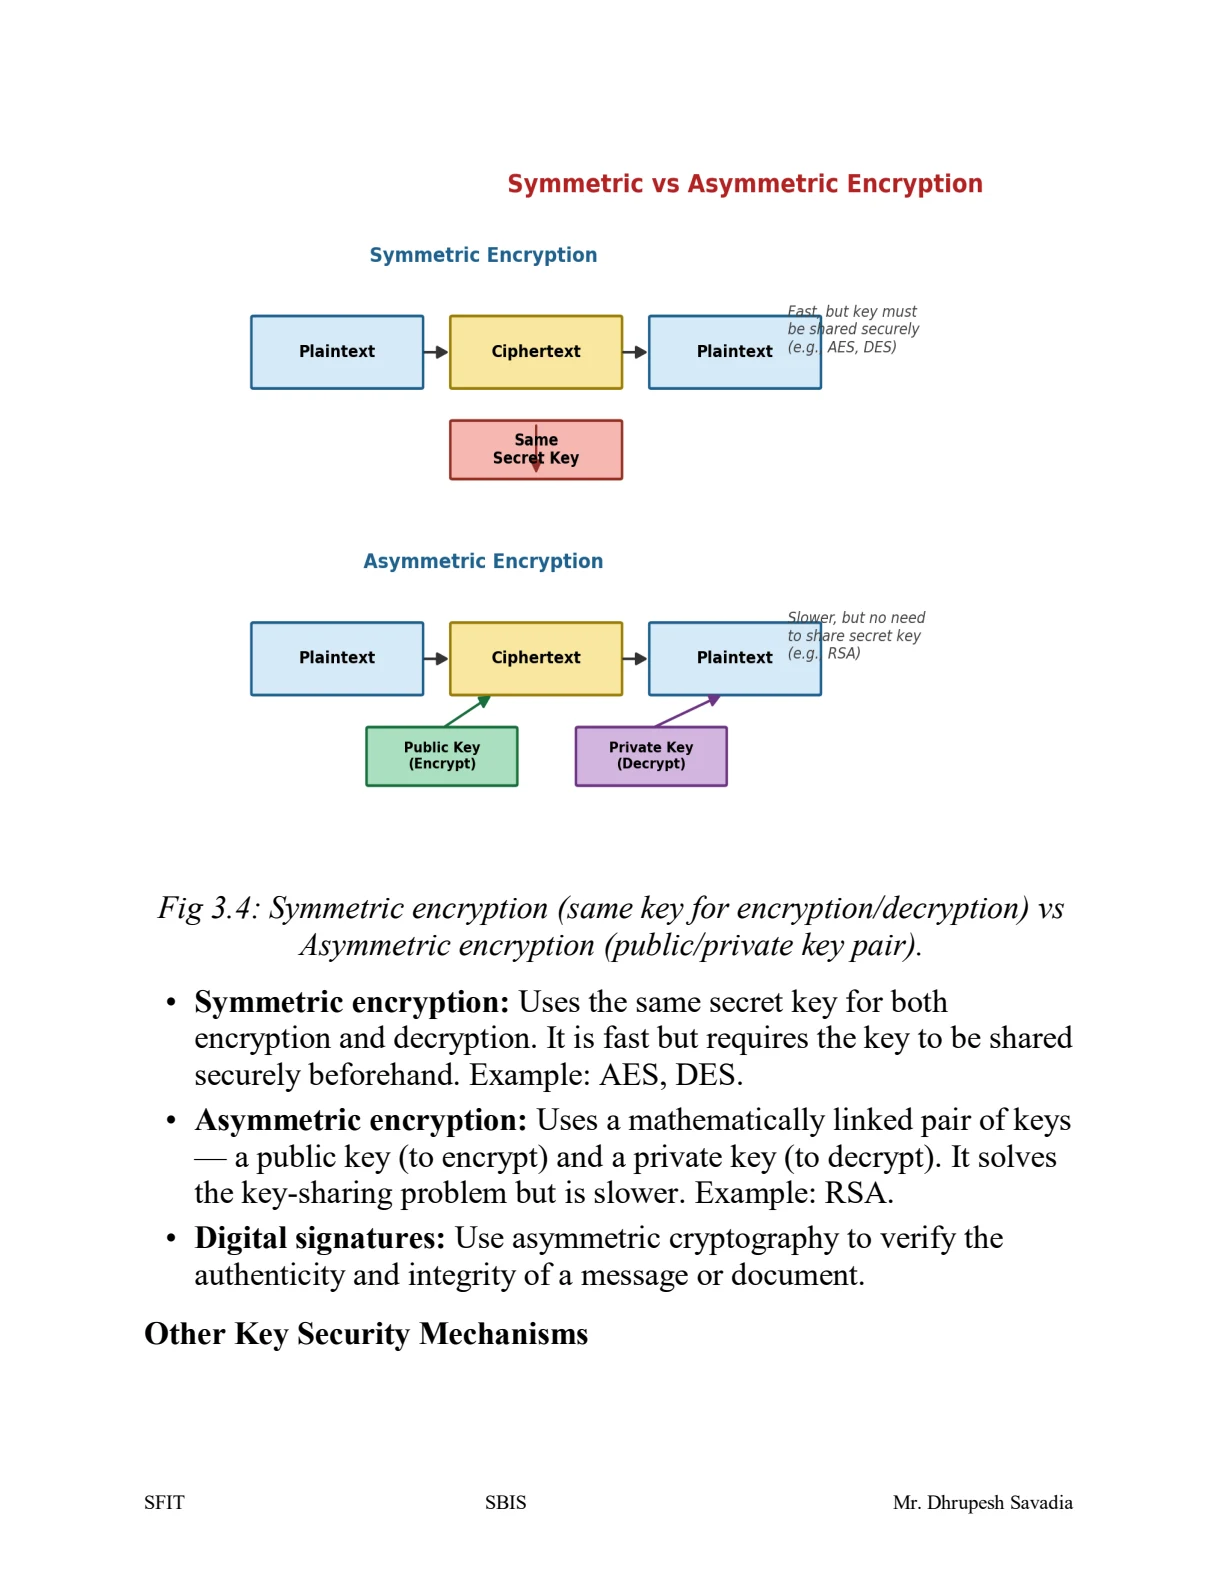 Symmetric vs Asymmetric Encryption
Symmetric Encryption
Plaintext
Ciphertext
Plaintext
Fast, but key must
be shared securely
(e.g., AES, DES)
Same
Secret Key
Asymmetric Encryption
Plaintext
Ciphertext
Plaintext
Slower, but no need
to share secret key
(e.g., RSA)
Public Key
(Encrypt)
Private Key
(Decrypt)
Fig 3.4: Symmetric encryption (same key for encryption/decryption) vs
Asymmetric encryption (public/private key pair).
• Symmetric encryption: Uses the same secret key for both
encryption and decryption. It is fast but requires the key to be shared
securely beforehand. Example: AES, DES.
• Asymmetric encryption: Uses a mathematically linked pair of keys
— a public key (to encrypt) and a private key (to decrypt). It solves
the key-sharing problem but is slower. Example: RSA.
• Digital signatures: Use asymmetric cryptography to verify the
authenticity and integrity of a message or document.
Other Key Security Mechanisms
SFIT SBIS Mr. Dhrupesh Savadia